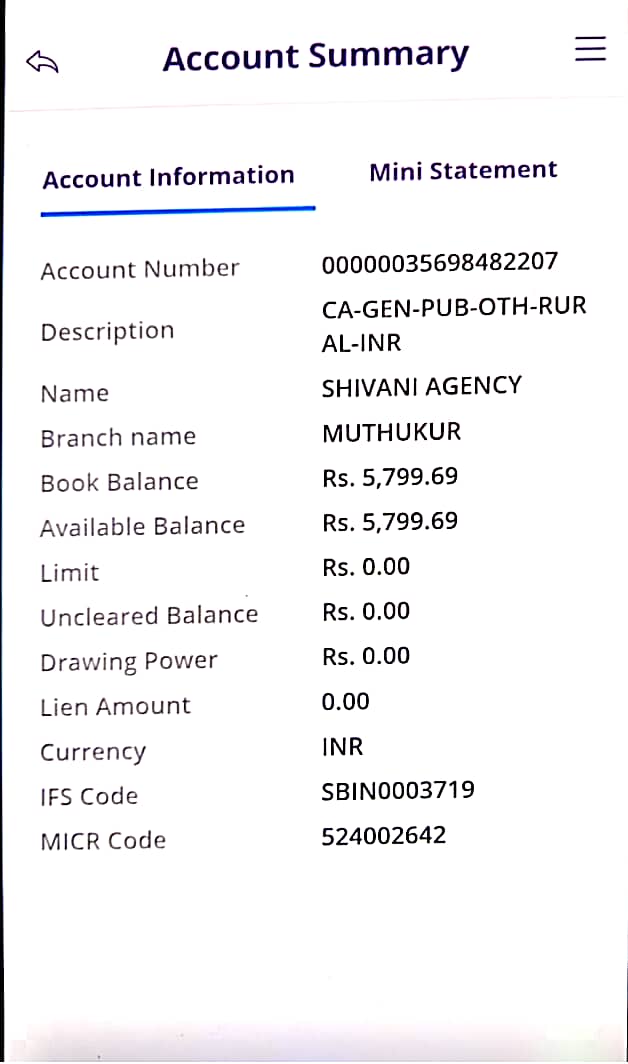 Account Summary
Account Information Mini Statement
Account Number 00000035698482207
Description CA-GEN-PUB-OTH-RUR
AL-INR
Name SHIVANI AGENCY
Branch name MUTHUKUR
Book Balance Rs. 5,799.69
Available Balance Rs. 5,799.69
Limit Rs. 0.00
Uncleared Balance Rs. 0.00
Drawing Power Rs. 0.00
Lien Amount 0.00
Currency INR
IFS Code SBIN0003719
MICR Code 524002642